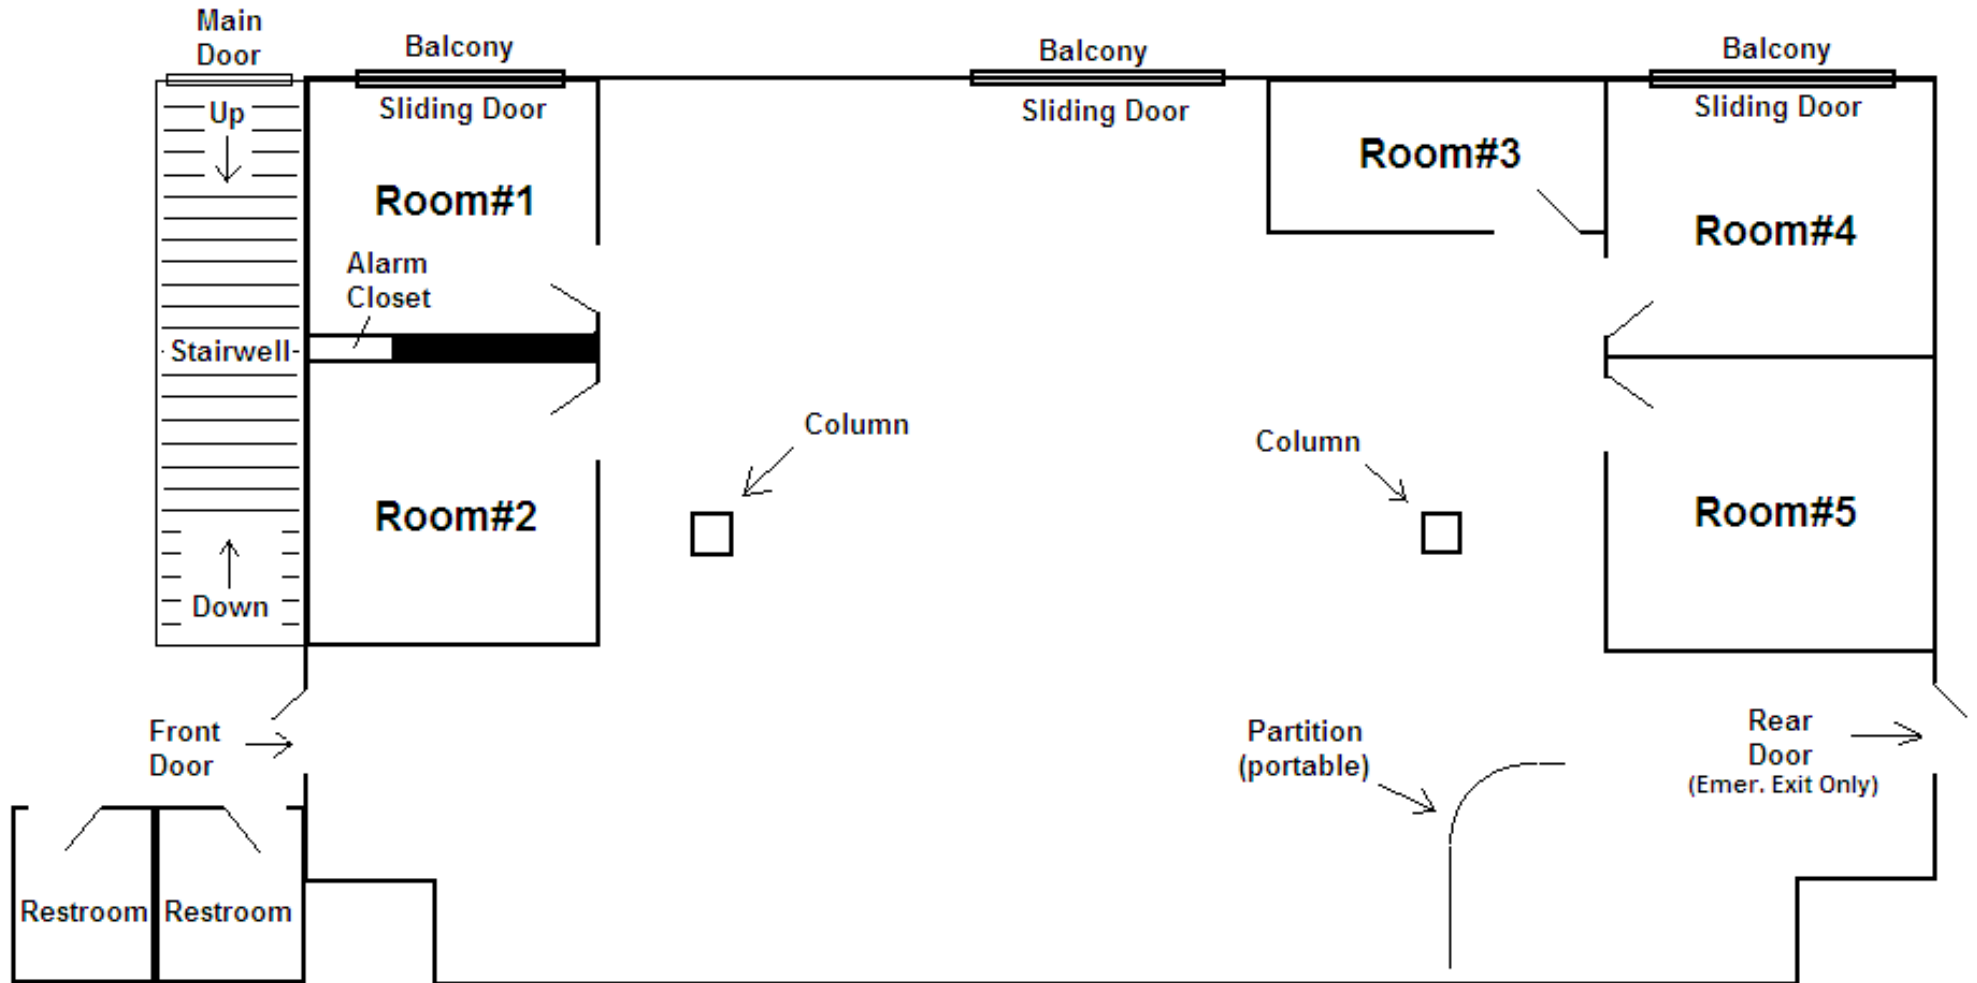 Main
Door
Balcony
Balcony
Balcony
Up
Sliding Door
Sliding Door
Sliding Door
Room#3
Room#1
Room#4
Alarm
Closet
Stairwell
Column
Column
Room#2
Room#5
Down
Front
Door
Partition
(portable)
Rear
Door
(Emer. Exit Only)
Restroom
Restroom